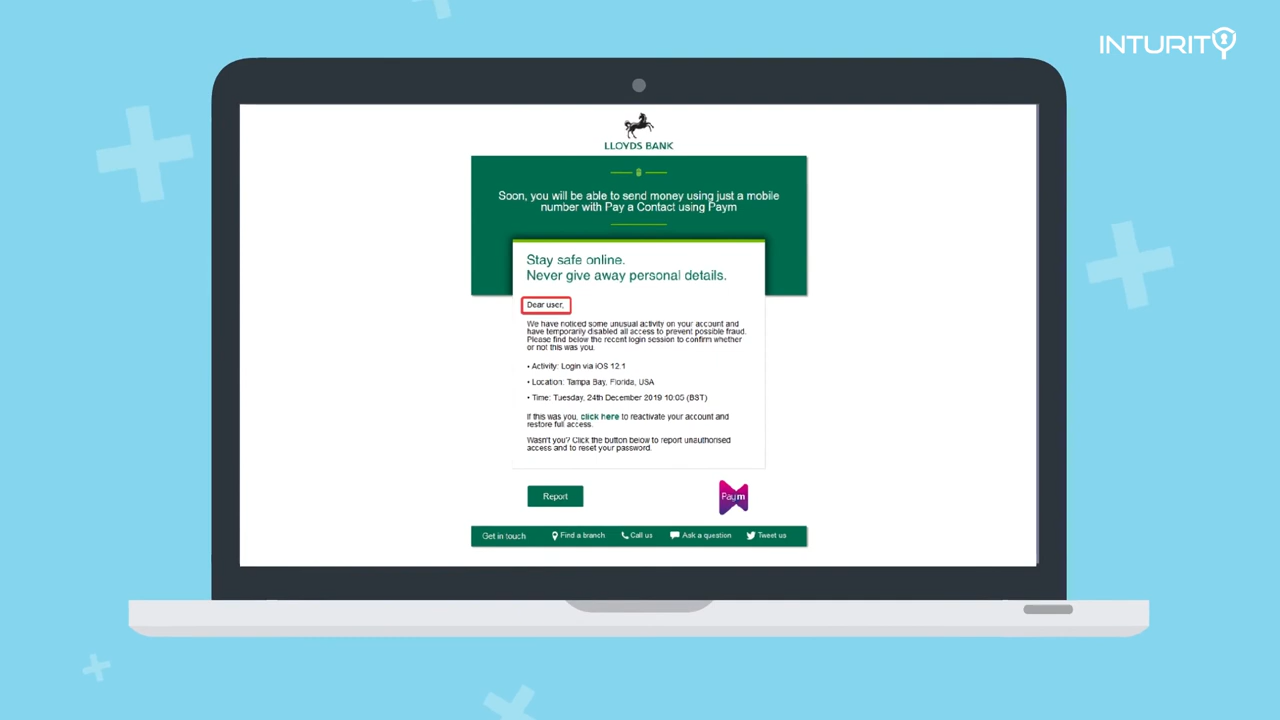 INTURITY
LLOYDS BANK
Soon, you will be able to send money using just a mobile
number with Pay a Contact using Paym
Stay safe online.
Never give away personal details.
Dear user,
We have noticed some unusual activity on your account and
have temporarily disabled all access to prevent possible fraud.
Please find below the recent login session to confirm whether
or not this was you.
• Activity: Login via iOS 12.1
• Location: Tampa Bay, Florida, USA
• Time: Tuesday, 24th December 2019 10:05 (BST)
If this was you, click here to reactivate your account and
restore full access.
Wasn't you? Click the button below to report unauthorised
access and to reset your password.
Report
Paym
Get in touch Find a branch Call us Ask a question Tweet us